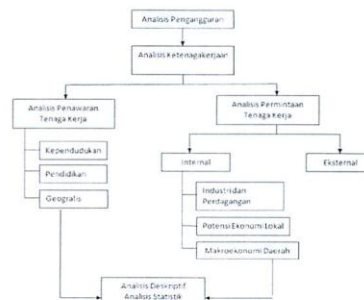 Analisis Pengangguran
Analisis Ketenagakerjaan
Analisis Penawaran
Tenaga Kerja
Analisis Permintaan
Tenaga Kerja
Kependudukan
Pendidikan
Geografis
Internal
Eksternal
Industri dan
Perdagangan
Potensi Ekonomi Lokal
Makroekonomi Daerah
Analisis Deskriptif
Analisis Statistik